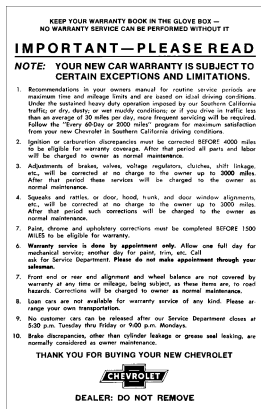 KEEP YOUR WARRANTY BOOK IN THE GLOVE BOX —
NO WARRANTY SERVICE CAN BE PERFORMED WITHOUT IT
IMPORTANT—PLEASE READ
NOTE: YOUR NEW CAR WARRANTY IS SUBJECT TO
CERTAIN EXCEPTIONS AND LIMITATIONS.
1. Recommendations in your owners manual for routine service periods are
maximum time and mileage limits and are based on ideal driving conditions.
Under the sustained heavy duty operation imposed by our Southern California
traffic; or dry, dusty; or wet muddy conditions; or if you drive in traffic less
than an average of 30 miles per day, more frequent servicing will be required.
Follow the "Every 60-Day or 2000 miles" program for maximum satisfaction
from your new Chevrolet in Southern California driving conditions.
2. Ignition or carburetion discrepancies must be corrected BEFORE 4000 miles
to be eligible for warranty coverage. After that period all parts and labor
will be charged to owner as normal maintenance.
3. Adjustments of brakes, valves, voltage regulators, clutches, shift linkage,
etc., will be corrected at no charge to the owner up to 3000 miles.
After that period these services will be charged to the owner as
normal maintenance.
4. Squeaks and rattles, or door, hood, trunk, and door window alignments,
etc., will be corrected at no charge to the owner up to 3000 miles.
After that period such corrections will be charged to the owner as
normal maintenance.
5. Paint, chrome and upholstery corrections must be completed BEFORE 1500
MILES to be eligible for warranty.
6. Warranty service is done by appointment only. Allow one full day for
mechanical service; another day for paint, trim, etc. Call
ask for Service Department. Please do not make appointment through your
salesman.
7. Front end or rear end alignment and wheel balance are not covered by
warranty at any time or mileage, being subject, as these items are, to road
hazards. Corrections will be charged to owner as normal maintenance.
8. Loan cars are not available for warranty service of any kind. Please ar-
range your own transportation.
9. No customer cars can be released after our Service Department closes at
5:30 p.m. Tuesday thru Friday or 9:00 p.m. Mondays.
10. Brake discrepancies, other than cylinder leakage or grease seal leaking, are
normally considered as owner maintenance.
THANK YOU FOR BUYING YOUR NEW CHEVROLET
CHEVROLET
DEALER: DO NOT REMOVE